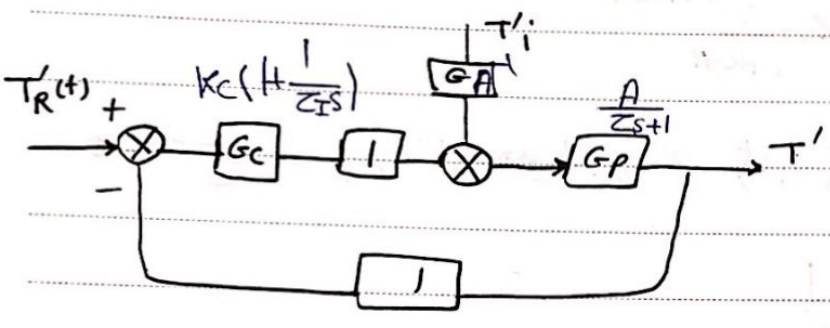 T'i
GA
Kc(1+1/τIs)
T'R(t)
+
A/τs+1
Gc
1
GP
T'
−
1